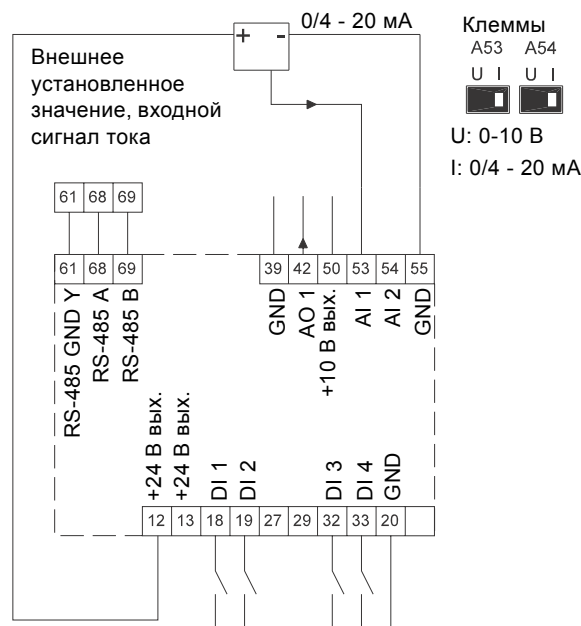 + -
0/4 - 20 мА
Внешнее
установленное
значение, входной
сигнал тока
Клеммы
A53 A54
U I U I
U: 0-10 В
I: 0/4 - 20 мА
61 68 69
61 68 69
RS-485 GND Y
RS-485 A
RS-485 B
39 42 50 53 54 55
GND
AO 1
+10 В вых.
AI 1
AI 2
GND
+24 В вых.
+24 В вых.
DI 1
DI 2
DI 3
DI 4
GND
12 13 18 19 27 29 32 33 20